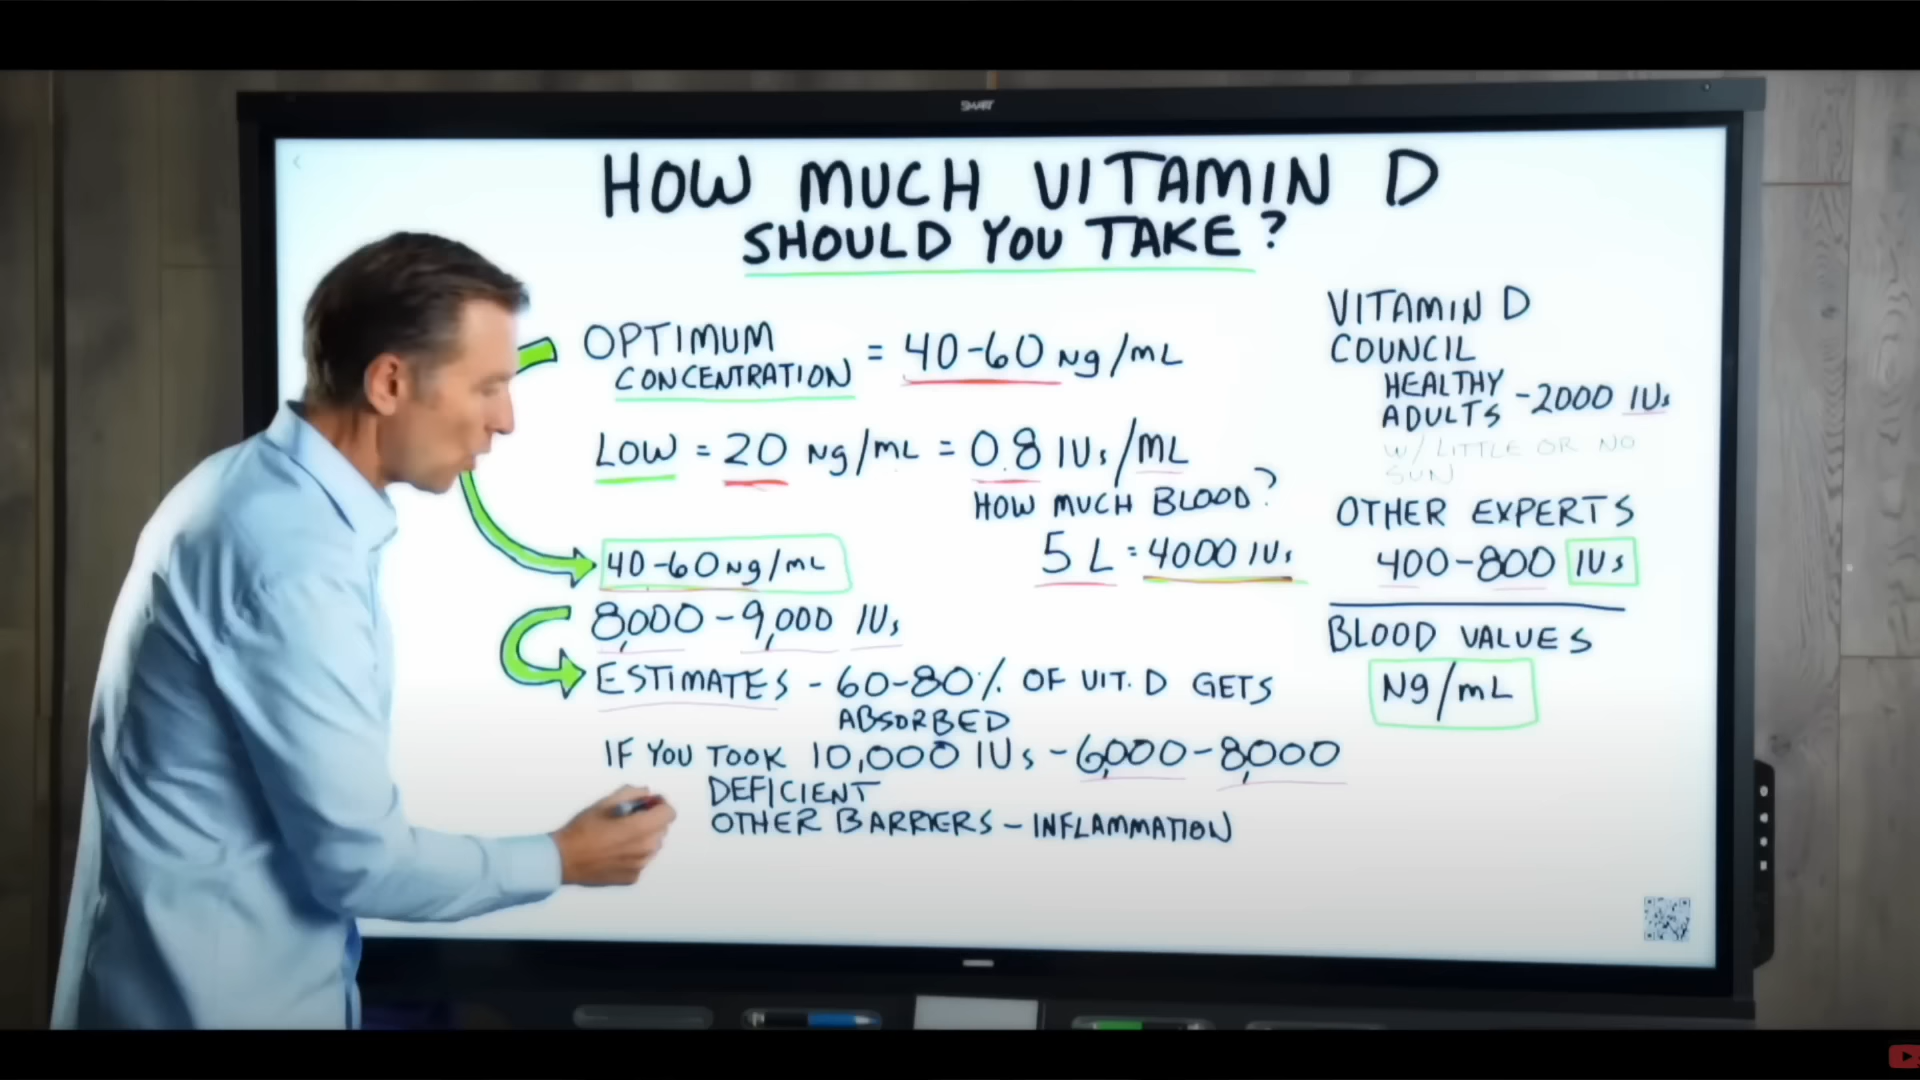 SMART
HOW MUCH VITAMIN D
SHOULD YOU TAKE?
OPTIMUM
CONCENTRATION = 40-60 Ng/mL
LOW = 20 Ng/mL = 0.8 IUs/ML
HOW MUCH BLOOD?
5 L = 4000 IUs
40-60 Ng/mL
8,000 - 9,000 IUs
ESTIMATES - 60-80% OF VIT. D GETS
ABSORBED
IF YOU TOOK 10,000 IUs - 6,000 - 8,000
DEFICIENT
OTHER BARRIERS - INFLAMMATION
VITAMIN D
COUNCIL
HEALTHY
ADULTS - 2000 IUs
W/ LITTLE OR NO
SUN
OTHER EXPERTS
400-800 IUs
BLOOD VALUES
Ng/mL